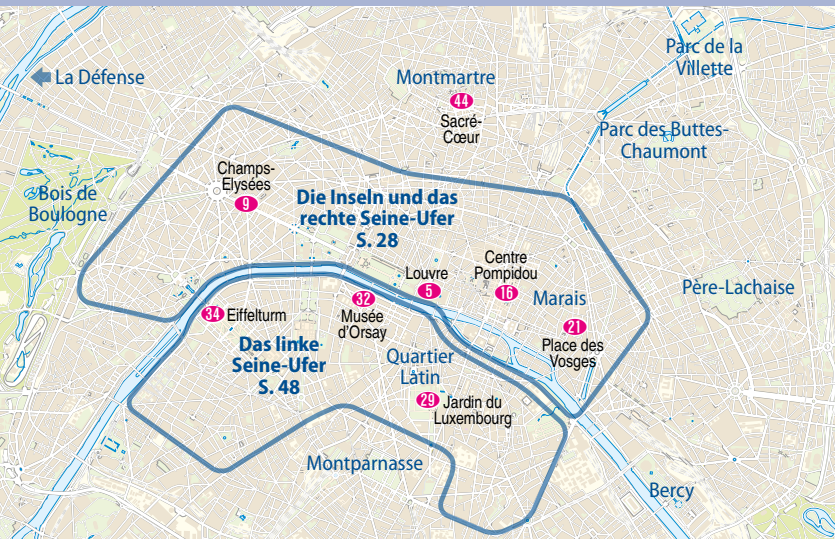 Parc de la
Villette
La Défense
Montmartre
44
Sacré-
Cœur
Parc des Buttes-
Chaumont
Champs-
Elysées
9
Bois de
Boulogne
Die Inseln und das
rechte Seine-Ufer
S. 28
Centre
Pompidou
16
Louvre
5
Père-Lachaise
Marais
32
Musée
d'Orsay
34 Eiffelturm
21
Place des
Vosges
Das linke
Seine-Ufer
S. 48
Quartier
Latin
29 Jardin du
Luxembourg
Montparnasse
Bercy